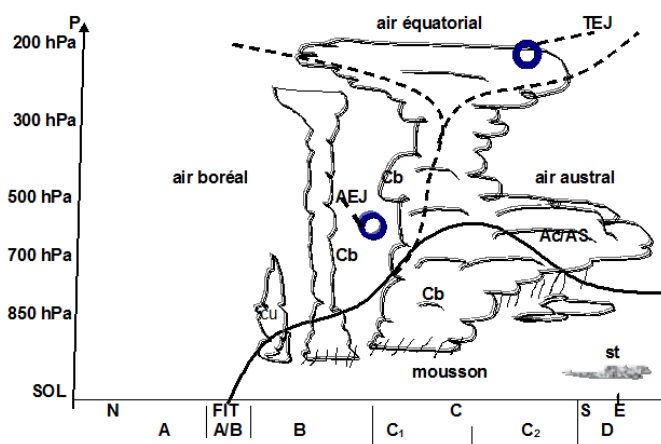 P
air équatorial TEJ
200 hPa
300 hPa
air boréal Cb air austral
500 hPa
AEJ
Ac/AS
Cb
700 hPa
Cb
850 hPa Cu
st
mousson
SOL
N FIT C S E
A A/B B C1 C2 D